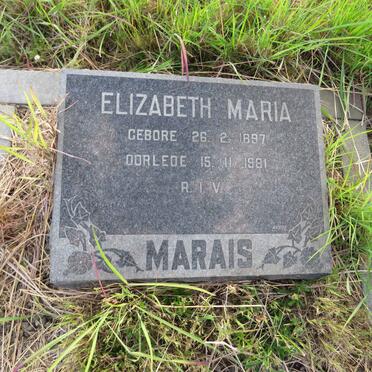 ELIZABETH MARIA
GEBORE 26. 2. 1897
OORLEDE 15. 11. 1981
R. I. V.
MARAIS